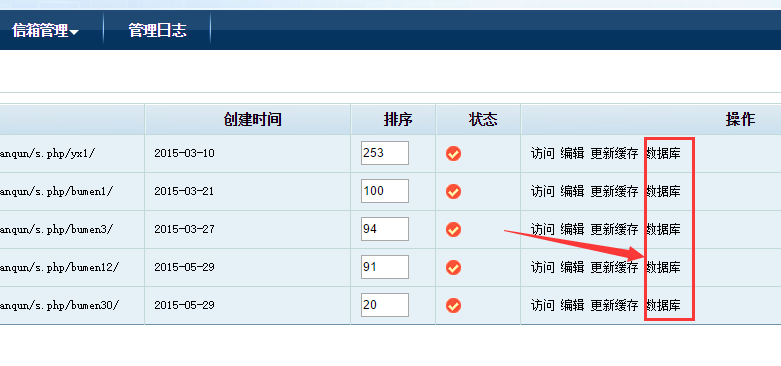 信箱管理 管理日志
创建时间 排序 状态 操作
anqun/s.php/yx1/ 2015-03-10 253 访问 编辑 更新缓存 数据库
anqun/s.php/bumen1/ 2015-03-21 100 访问 编辑 更新缓存 数据库
anqun/s.php/bumen3/ 2015-03-27 94 访问 编辑 更新缓存 数据库
anqun/s.php/bumen12/ 2015-05-29 91 访问 编辑 更新缓存 数据库
anqun/s.php/bumen30/ 2015-05-29 20 访问 编辑 更新缓存 数据库